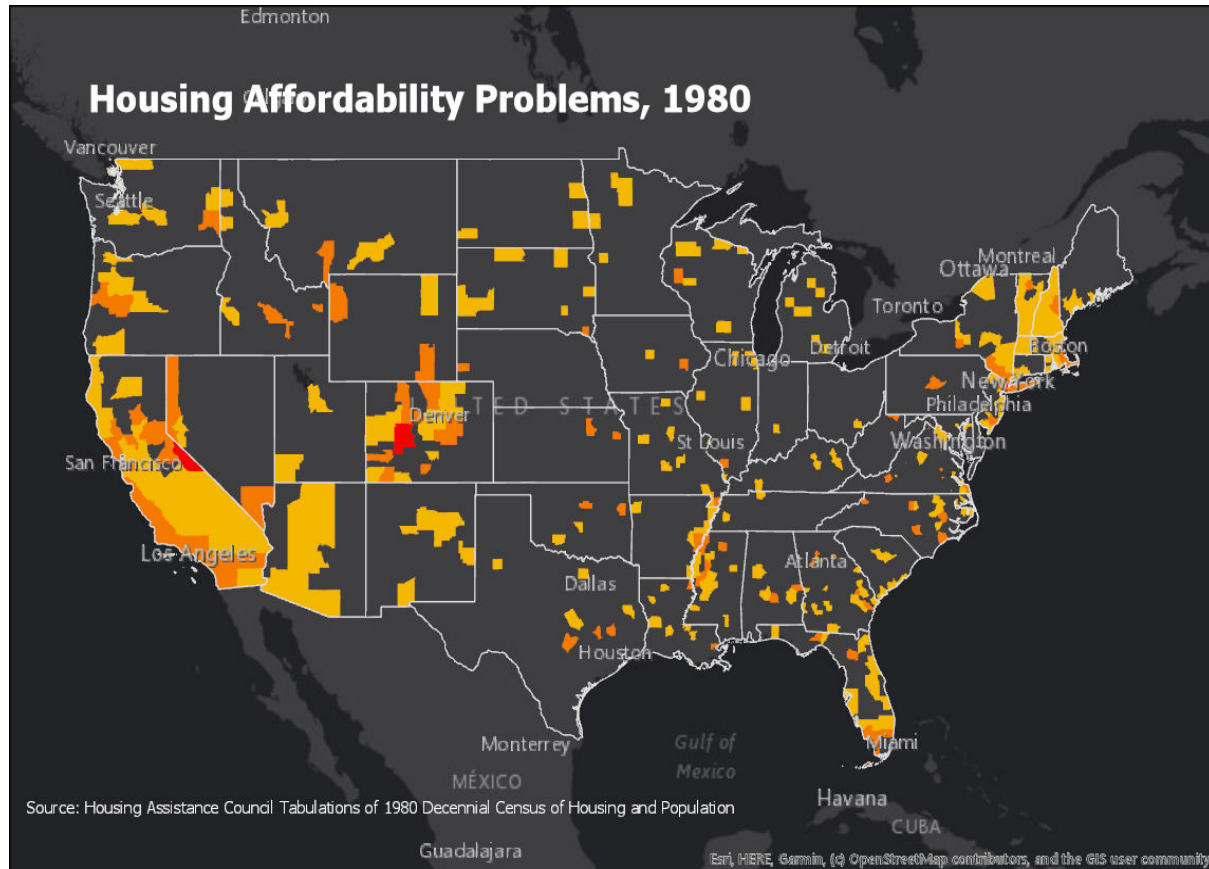 Edmonton
Housing Affordability Problems, 1980
Vancouver
Seattle
Montreal
Ottawa
Toronto
Boston
Chicago
Detroit
New York
Denver
UNITED STATES
Philadelphia
St Louis
Washington
San Francisco
Los Angeles
Atlanta
Dallas
Houston
Monterrey
Gulf of
Mexico
Miami
MÉXICO
Havana
Source: Housing Assistance Council Tabulations of 1980 Decennial Census of Housing and Population
CUBA
Guadalajara
Esri, HERE, Garmin, (c) OpenStreetMap contributors, and the GIS user community